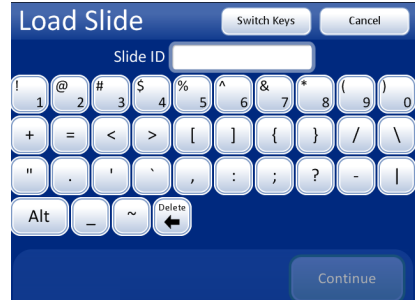 Load Slide Switch Keys Cancel
Slide ID
! 1 @ 2 # 3 $ 4 % 5 ^ 6 & 7 * 8 ( 9 ) 0
+ = < > [ ] { } / \
" . ' ` , : ; ? - |
Alt _ ~ Delete
Continue